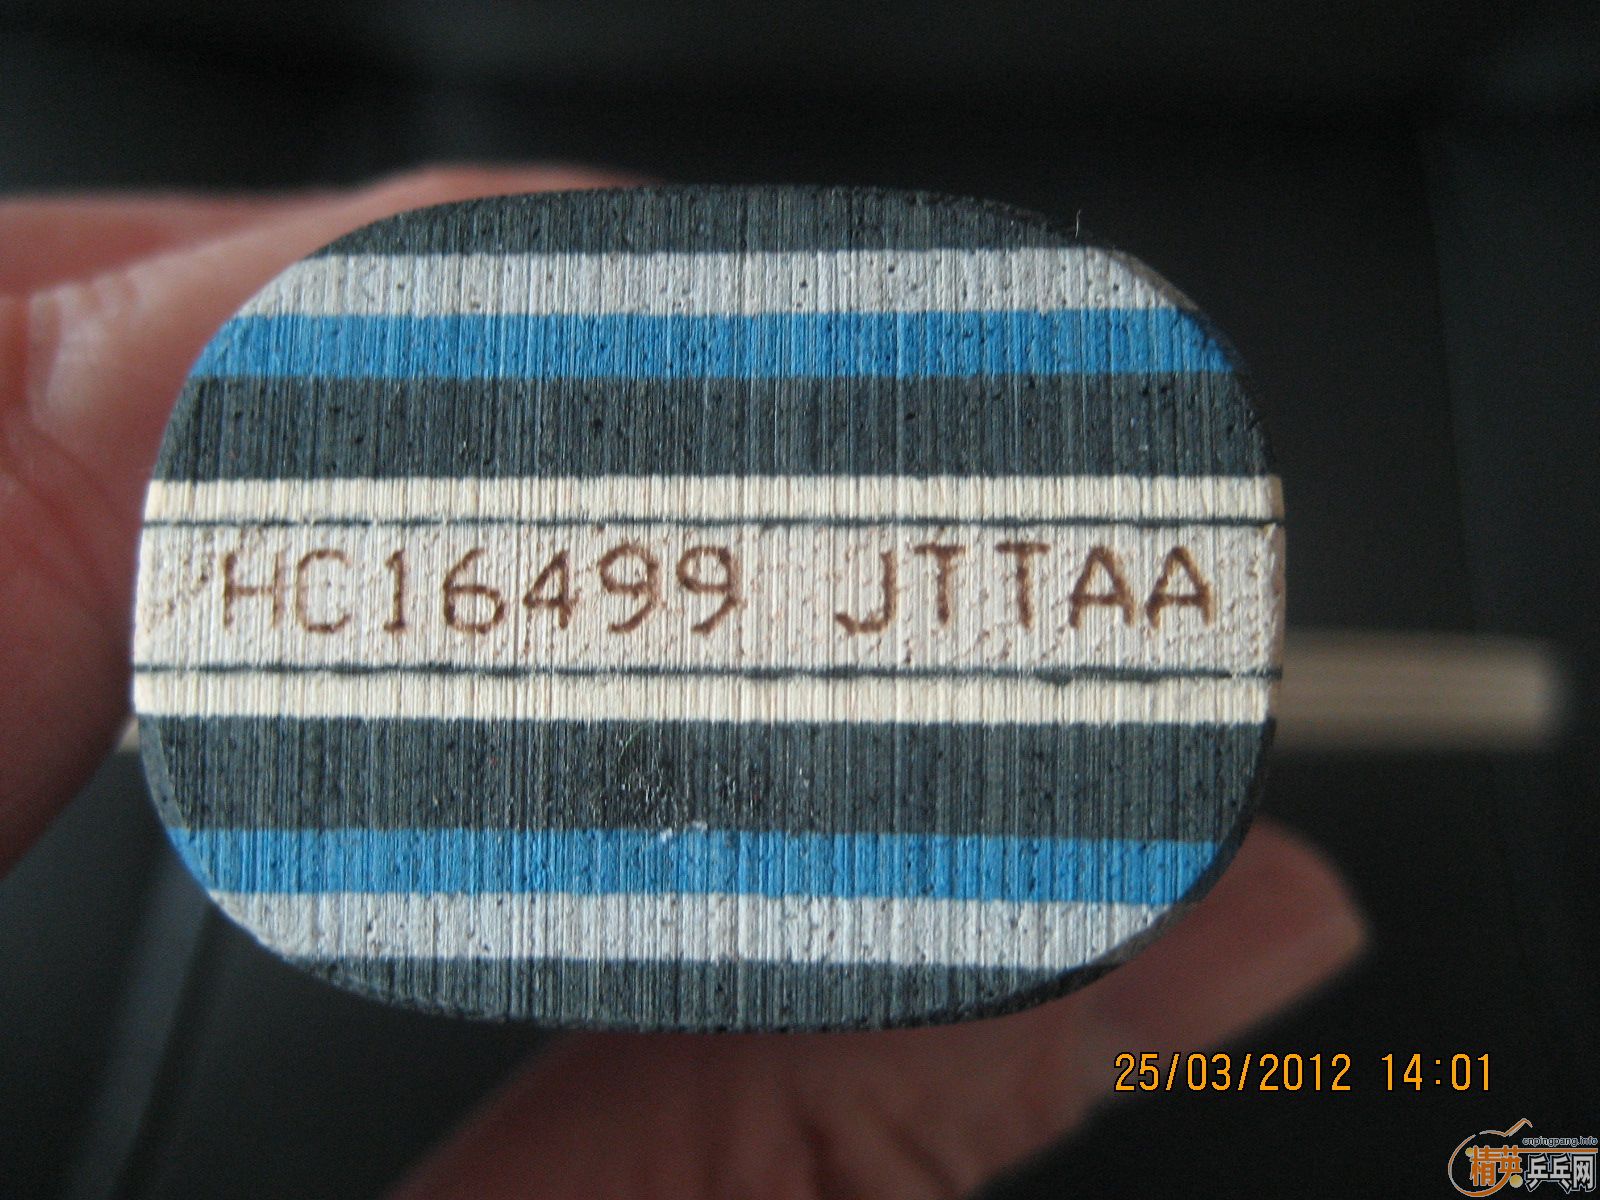 HC16499 JTTAA
25/03/2012 14:01
cnpingpang.info
精英乒乓网